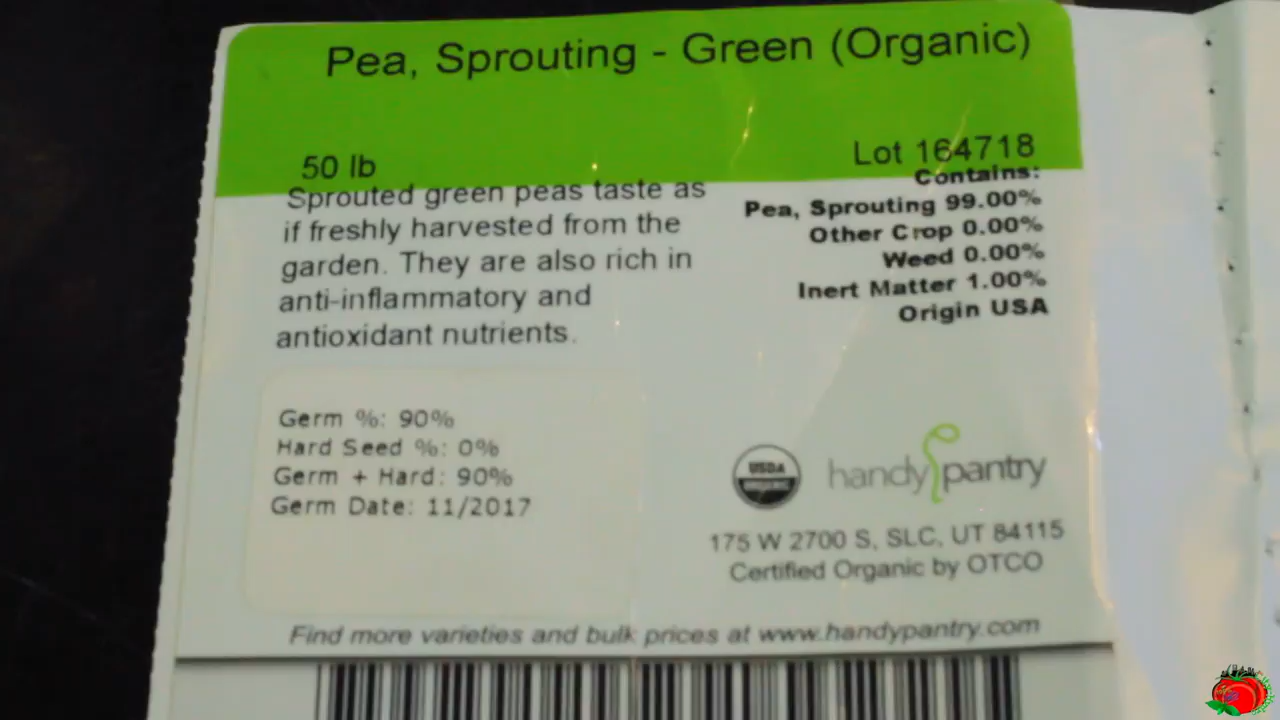 Pea, Sprouting - Green (Organic)
50 lb
Lot 164718
Sprouted green peas taste as
if freshly harvested from the
garden. They are also rich in
anti-inflammatory and
antioxidant nutrients.
Contains:
Pea, Sprouting 99.00%
Other Crop 0.00%
Weed 0.00%
Inert Matter 1.00%
Origin USA
Germ %: 90%
Hard Seed %: 0%
Germ + Hard: 90%
Germ Date: 11/2017
USDA
ORGANIC
handy pantry
175 W 2700 S, SLC, UT 84115
Certified Organic by OTCO
Find more varieties and bulk prices at www.handypantry.com